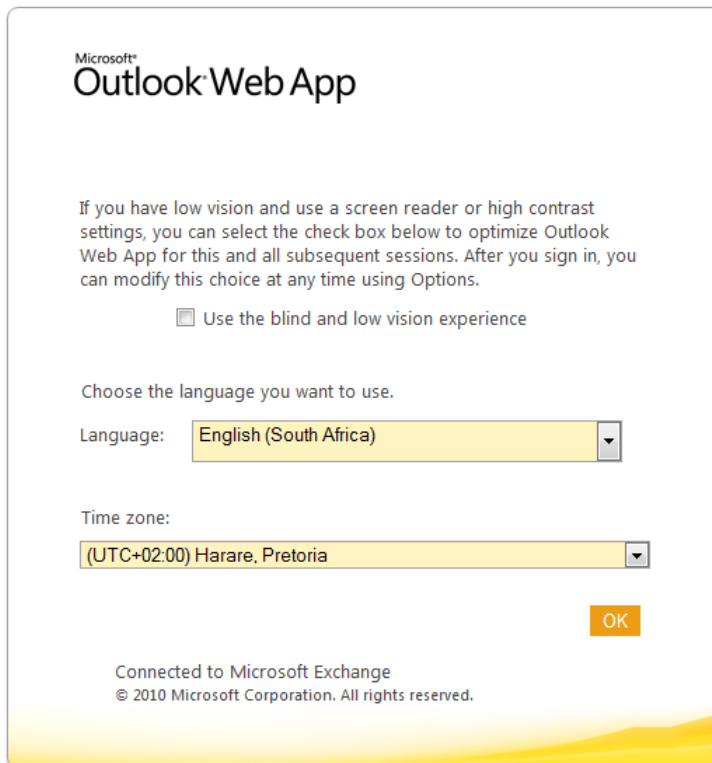 Microsoft®
Outlook® Web App
If you have low vision and use a screen reader or high contrast
settings, you can select the check box below to optimize Outlook
Web App for this and all subsequent sessions. After you sign in, you
can modify this choice at any time using Options.
Use the blind and low vision experience
Choose the language you want to use.
Language: English (South Africa)
Time zone:
(UTC+02:00) Harare, Pretoria
OK
Connected to Microsoft Exchange
© 2010 Microsoft Corporation. All rights reserved.